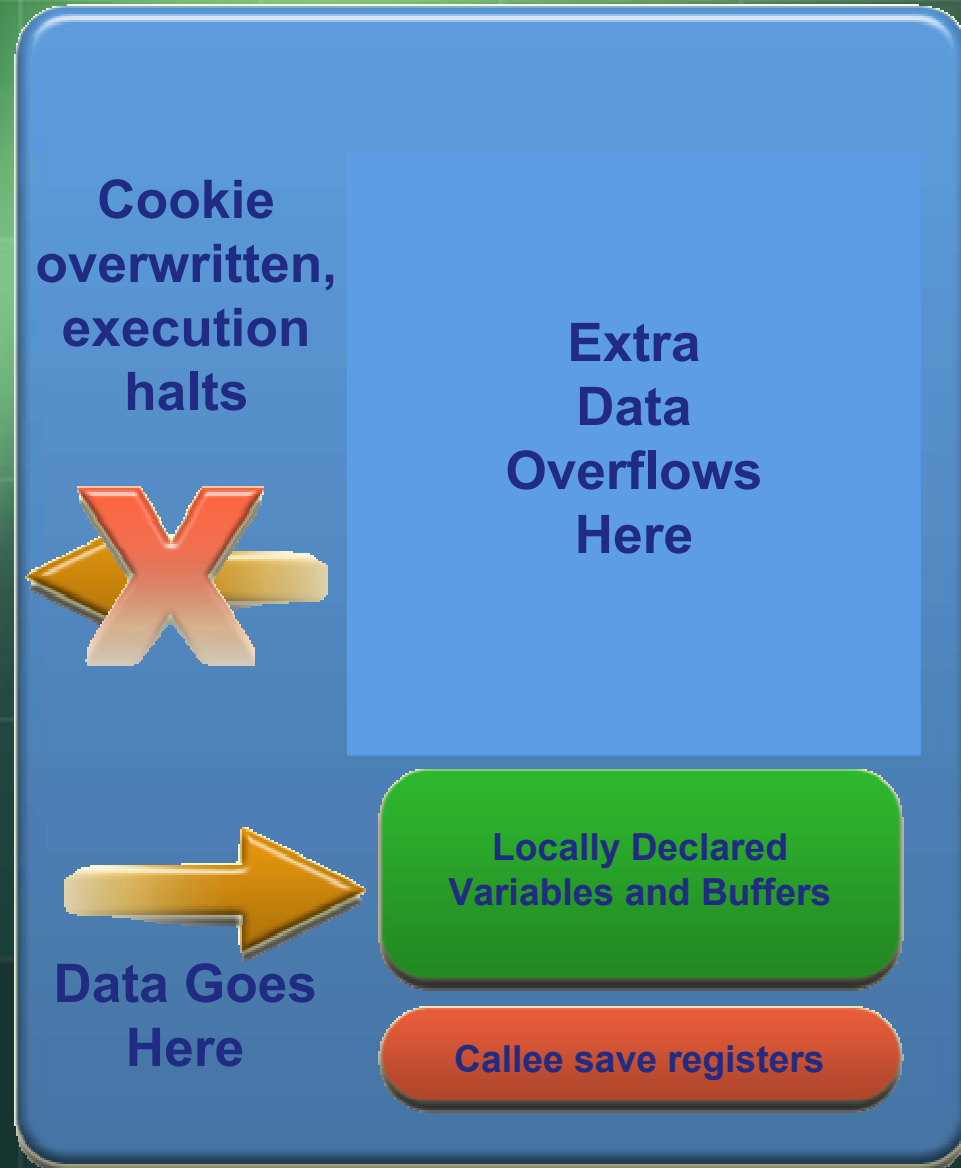 Cookie
overwritten,
execution
halts
Extra
Data
Overflows
Here
Locally Declared
Variables and Buffers
Data Goes
Here
Callee save registers